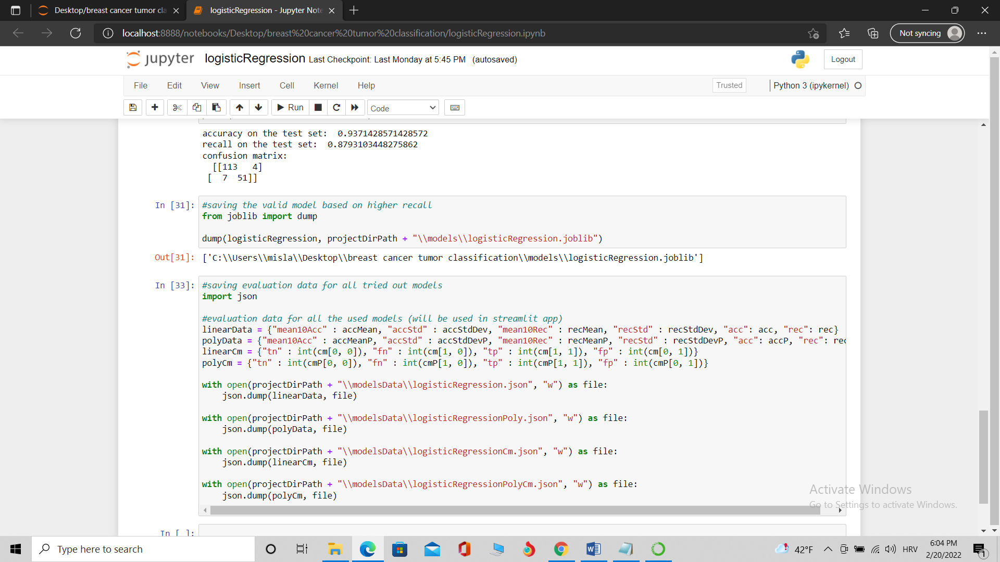 Desktop/breast cancer tumor cla
logisticRegression - Jupyter Note
localhost:8888/notebooks/Desktop/breast%20cancer%20tumor%20classification/logisticRegression.ipynb
Not syncing
jupyter logisticRegression Last Checkpoint: Last Monday at 5:45 PM (autosaved)
Logout
File Edit View Insert Cell Kernel Help
Trusted
Python 3 (ipykernel)
Run
Code
accuracy on the test set:  0.9371428571428572
recall on the test set:  0.8793103448275862
confusion matrix:
  [[113   4]
 [  7  51]]
In [31]: #saving the valid model based on higher recall
from joblib import dump
dump(logisticRegression, projectDirPath + "\\models\\logisticRegression.joblib")
Out[31]: ['C:\\Users\\misla\\Desktop\\breast cancer tumor classification\\models\\logisticRegression.joblib']
In [33]: #saving evaluation data for all tried out models
import json
#evaluation data for all the used models (will be used in streamlit app)
linearData = {"mean10Acc" : accMean, "accStd" : accStdDev, "mean10Rec" : recMean, "recStd" : recStdDev, "acc": acc, "rec": rec}
polyData = {"mean10Acc" : accMeanP, "accStd" : accStdDevP, "mean10Rec" : recMeanP, "recStd" : recStdDevP, "acc": accP, "rec": rec
linearCm = {"tn" : int(cm[0, 0]), "fn" : int(cm[1, 0]), "tp" : int(cm[1, 1]), "fp" : int(cm[0, 1])}
polyCm = {"tn" : int(cmP[0, 0]), "fn" : int(cmP[1, 0]), "tp" : int(cmP[1, 1]), "fp" : int(cmP[0, 1])}
with open(projectDirPath + "\\modelsData\\logisticRegression.json", "w") as file:
    json.dump(linearData, file)
with open(projectDirPath + "\\modelsData\\logisticRegressionPoly.json", "w") as file:
    json.dump(polyData, file)
with open(projectDirPath + "\\modelsData\\logisticRegressionCm.json", "w") as file:
    json.dump(linearCm, file)
with open(projectDirPath + "\\modelsData\\logisticRegressionPolyCm.json", "w") as file:
    json.dump(polyCm, file)
Activate Windows
Go to Settings to activate Windows.
In [ ]:
Type here to search
42°F
HRV
6:04 PM
2/20/2022
1